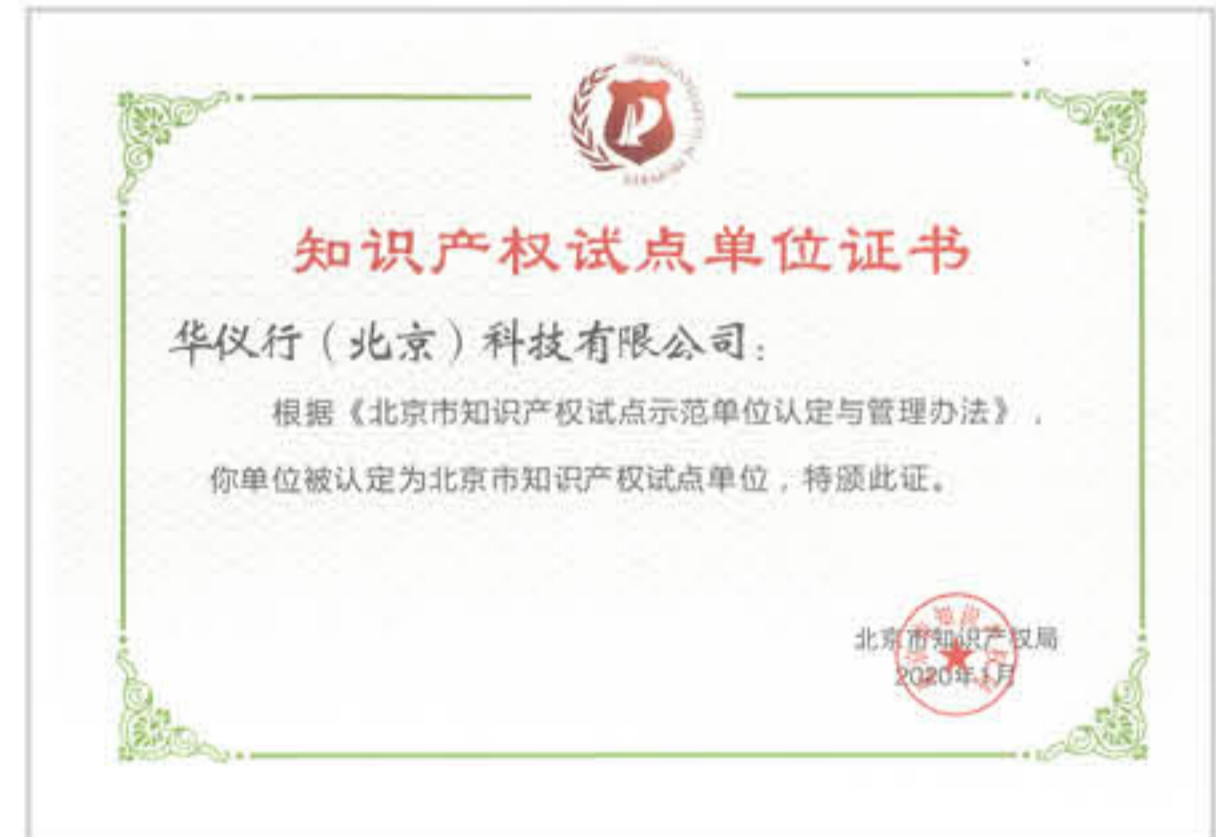 知识产权试点单位证书
华仪行（北京）科技有限公司：
根据《北京市知识产权试点示范单位认定与管理办法》，
你单位被认定为北京市知识产权试点单位，特颁此证。
北京市知识产权局
2020年1月